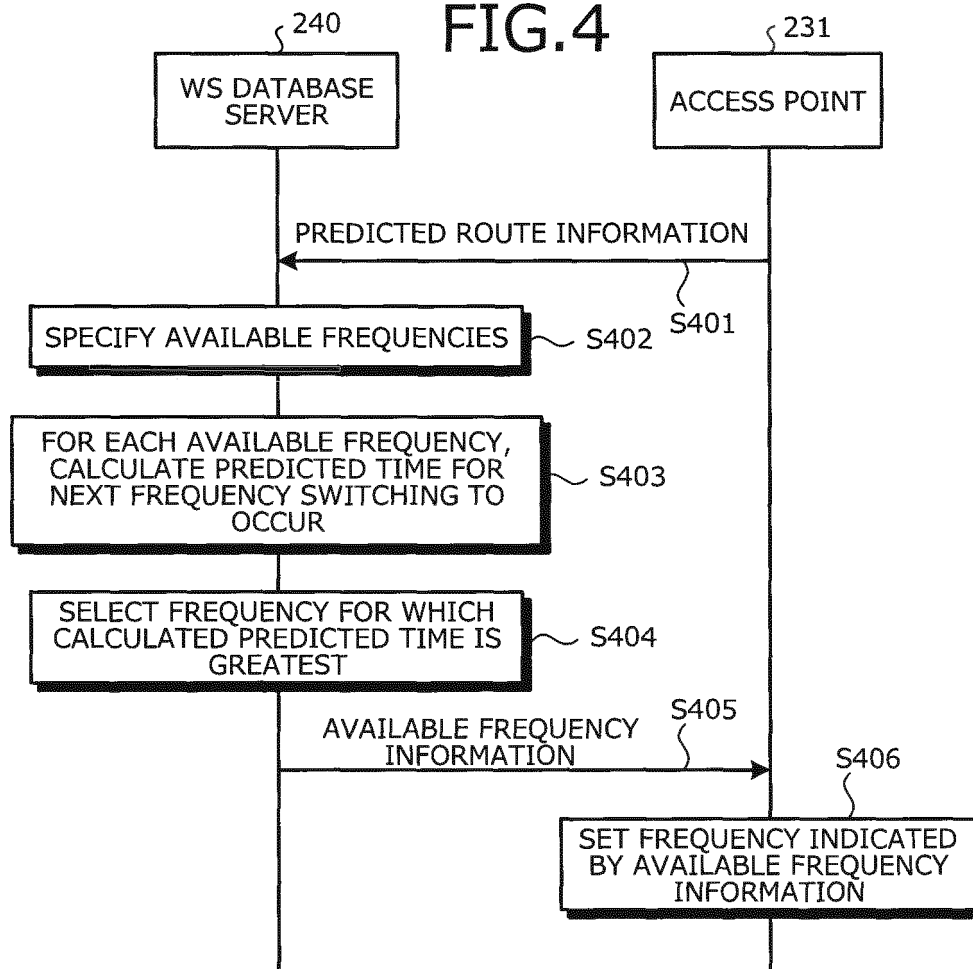 FIG.4
240
231
WS DATABASE
SERVER
ACCESS POINT
PREDICTED ROUTE INFORMATION
S401
SPECIFY AVAILABLE FREQUENCIES
S402
FOR EACH AVAILABLE FREQUENCY,
CALCULATE PREDICTED TIME FOR
NEXT FREQUENCY SWITCHING TO
OCCUR
S403
SELECT FREQUENCY FOR WHICH
CALCULATED PREDICTED TIME IS
GREATEST
S404
AVAILABLE FREQUENCY
INFORMATION
S405
S406
SET FREQUENCY INDICATED
BY AVAILABLE FREQUENCY
INFORMATION